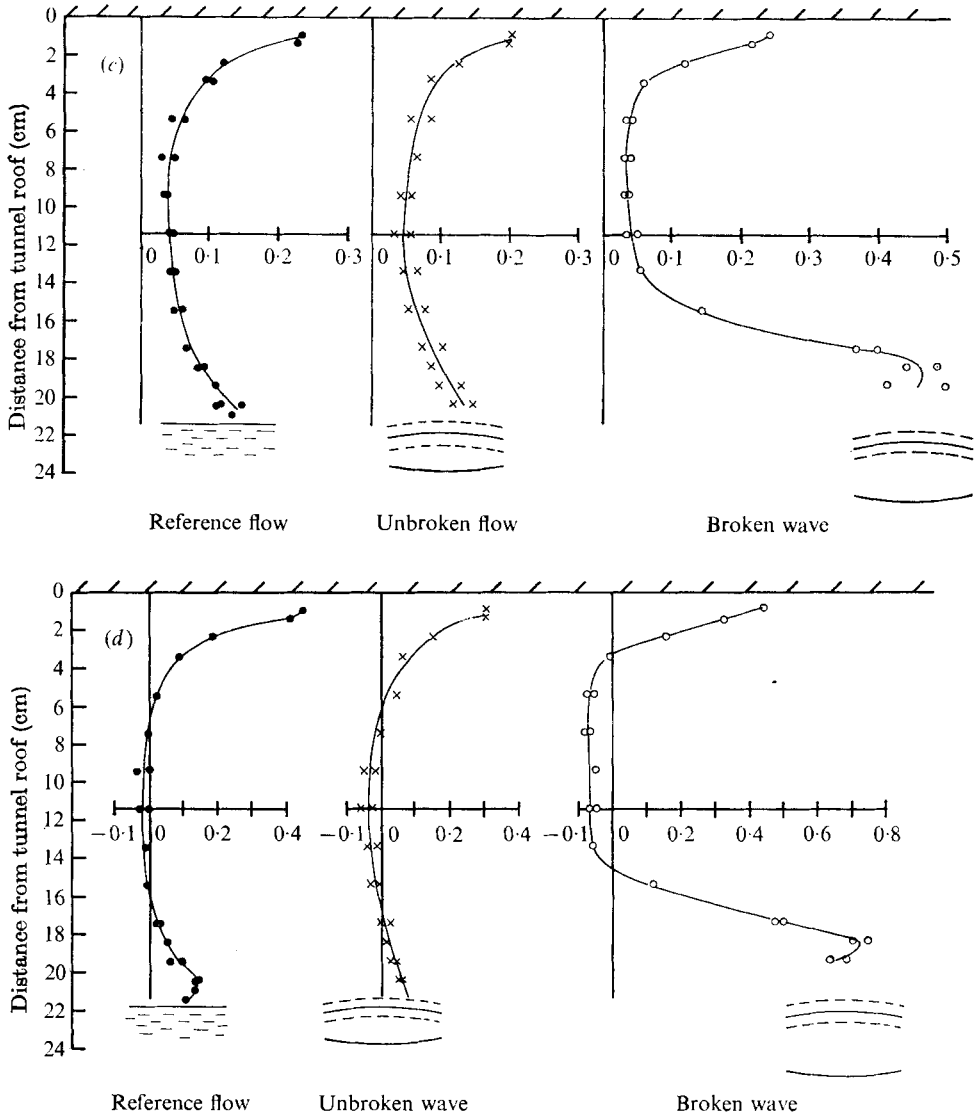 0
2
4
6
8
10
12
14
16
18
20
22
24
Distance from tunnel roof (cm)
(c)
0 0·1 0·2 0·3
0 0·1 0·2 0·3
0 0·1 0·2 0·3 0·4 0·5
Reference flow Unbroken flow Broken wave
0
2
4
6
8
10
12
14
16
18
20
22
24
Distance from tunnel roof (cm)
(d)
−0·1 0 0·2 0·4
−0·1 0 0·2 0·4
−0·1 0 0·2 0·4 0·6 0·8
Reference flow Unbroken wave Broken wave